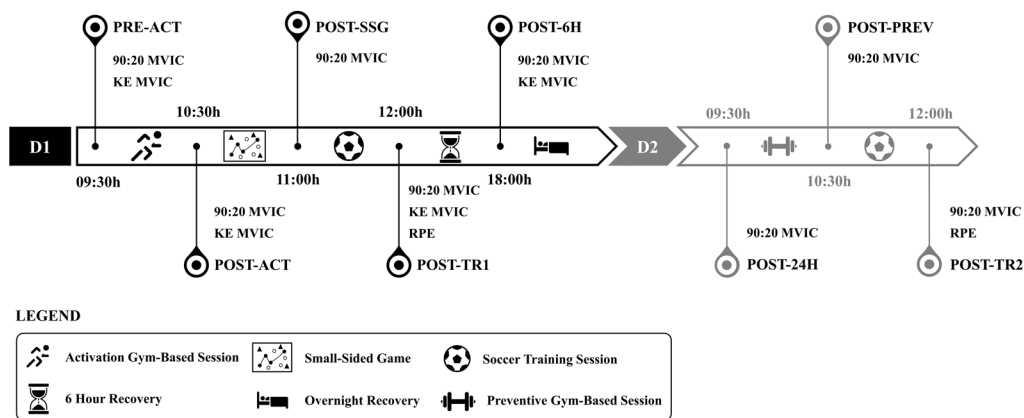 PRE-ACT
90:20 MVIC
KE MVIC
POST-SSG
90:20 MVIC
POST-6H
90:20 MVIC
KE MVIC
POST-PREV
90:20 MVIC
10:30h
12:00h
09:30h
12:00h
D1
D2
09:30h
11:00h
18:00h
10:30h
90:20 MVIC
KE MVIC
POST-ACT
90:20 MVIC
KE MVIC
RPE
POST-TR1
90:20 MVIC
POST-24H
90:20 MVIC
RPE
POST-TR2
LEGEND
Activation Gym-Based Session
Small-Sided Game
Soccer Training Session
6 Hour Recovery
Overnight Recovery
Preventive Gym-Based Session